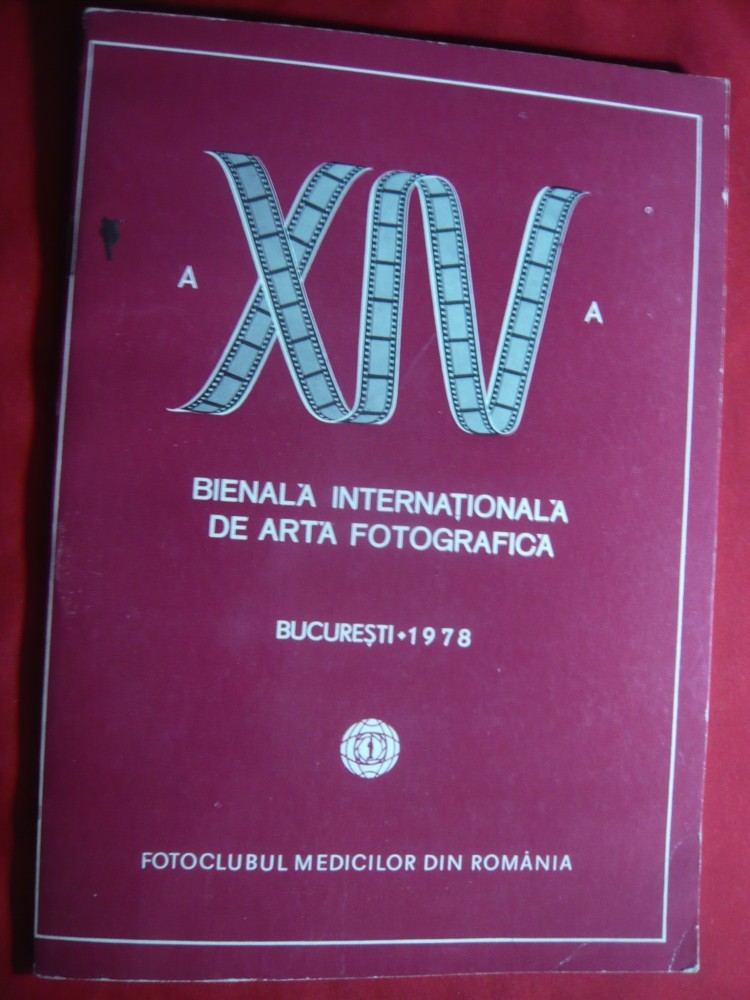 A XIV A
BIENALĂ INTERNAȚIONALĂ
DE ARTĂ FOTOGRAFICĂ
BUCUREȘTI • 1978
FOTOCLUBUL MEDICILOR DIN ROMÂNIA